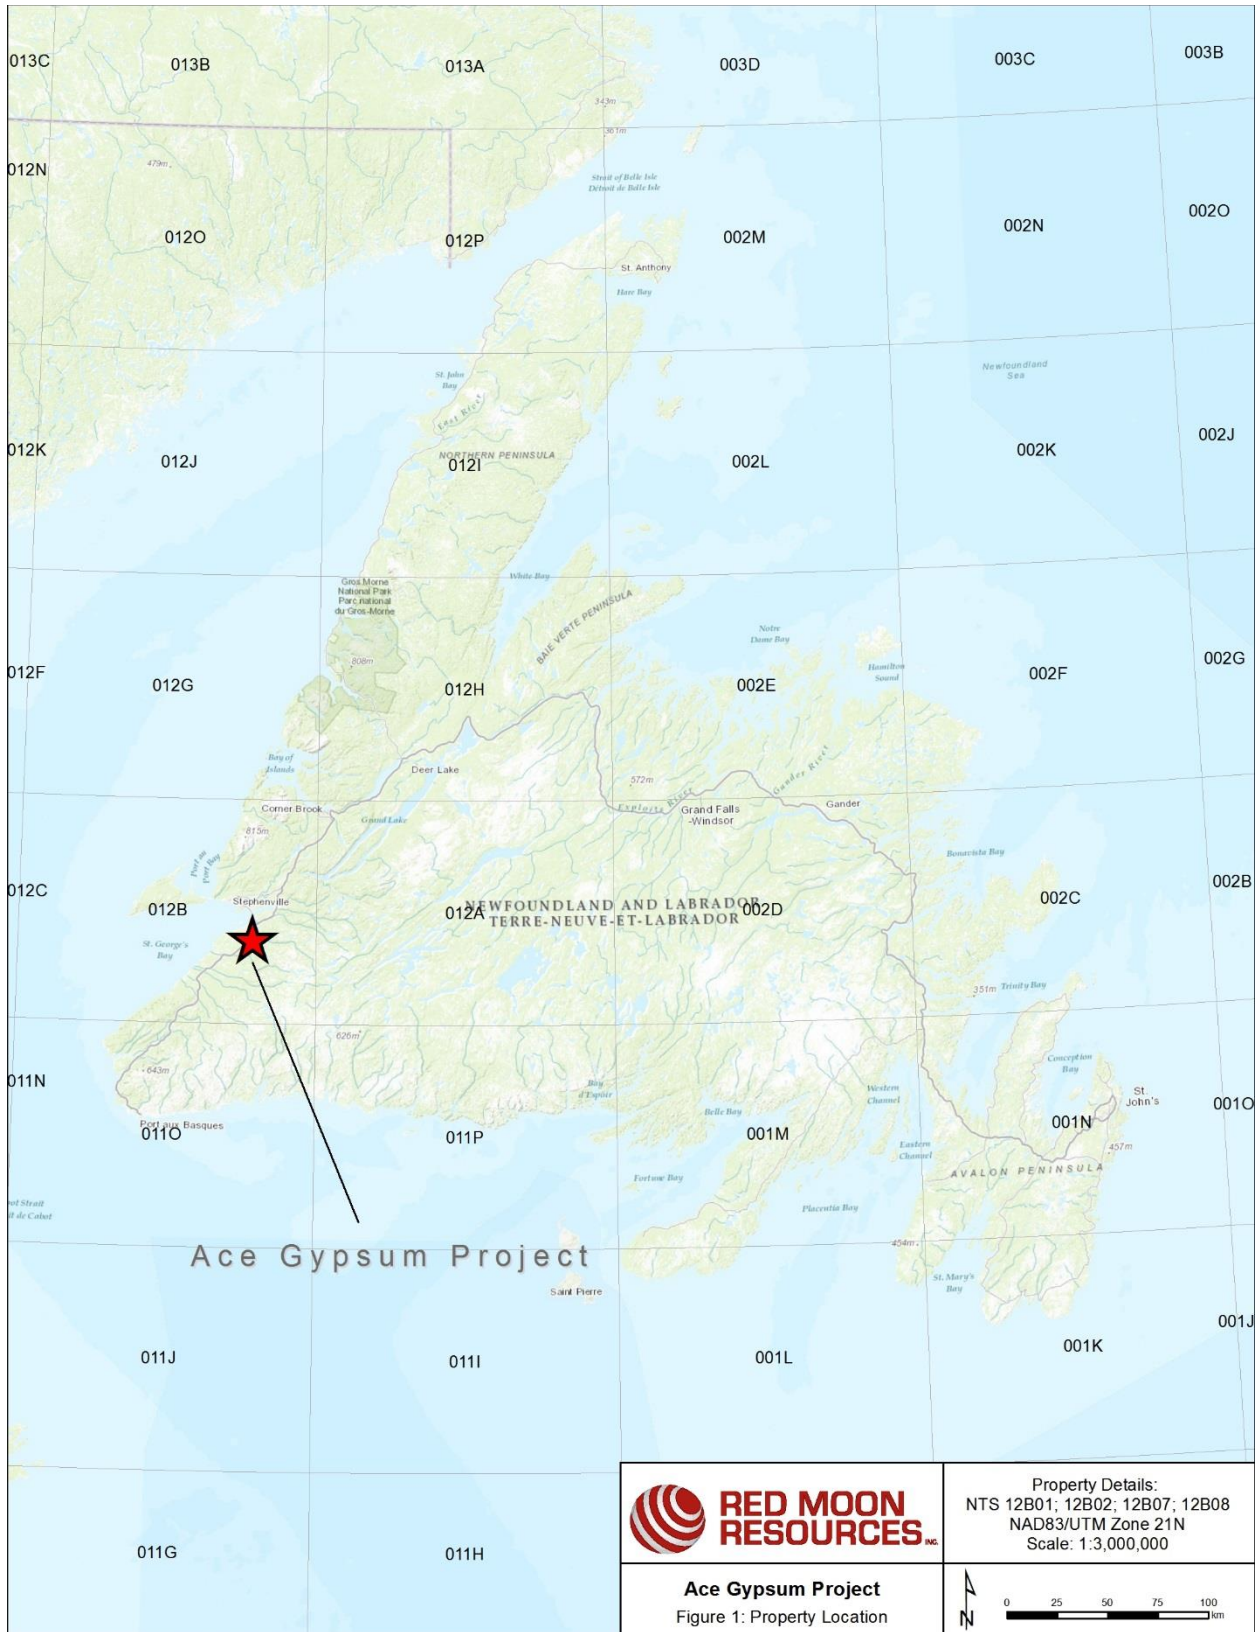 013C
013B
013A
003D
003C
003B
343m
361m
012N
479m
Strait of Belle Isle
Détroit de Belle Isle
012O
012P
002M
002N
002O
St. Anthony
Hare Bay
Newfoundland
Sea
St. John
Bay
East River
012K
012J
NORTHERN PENINSULA
012I
002L
002K
002J
White Bay
Gros Morne
National Park
Parc national
du Gros-Morne
BAIE VERTE PENINSULA
Notre
Dame Bay
Hamilton
Sound
808m
012F
012G
012H
002E
002F
002G
Bay of
Islands
Deer Lake
572m
Exploits River
Gander River
Corner Brook
Grand Lake
Grand Falls
-Windsor
Gander
815m
Port au
Port Bay
Bonavista Bay
012C
012B
Stephenville
012A
NEWFOUNDLAND AND LABRADOR
TERRE-NEUVE-ET-LABRADOR
002D
002C
002B
St. George's
Bay
351m
Trinity Bay
626m
643m
011N
Conception
Bay
Bay
d'Espoir
Western
Channel
Belle Bay
St.
John's
001O
Port aux Basques
011O
011P
001M
001N
Eastern
Channel
457m
AVALON PENINSULA
Fortune Bay
Placentia Bay
ot Strait
it de Cabot
454m
Ace Gypsum Project
Saint Pierre
St. Mary's
Bay
001J
011J
011I
001L
001K
011G
011H
RED MOON
RESOURCES INC.
Property Details:
NTS 12B01; 12B02; 12B07; 12B08
NAD83/UTM Zone 21N
Scale: 1:3,000,000
Ace Gypsum Project
Figure 1: Property Location
N
0 25 50 75 100
km